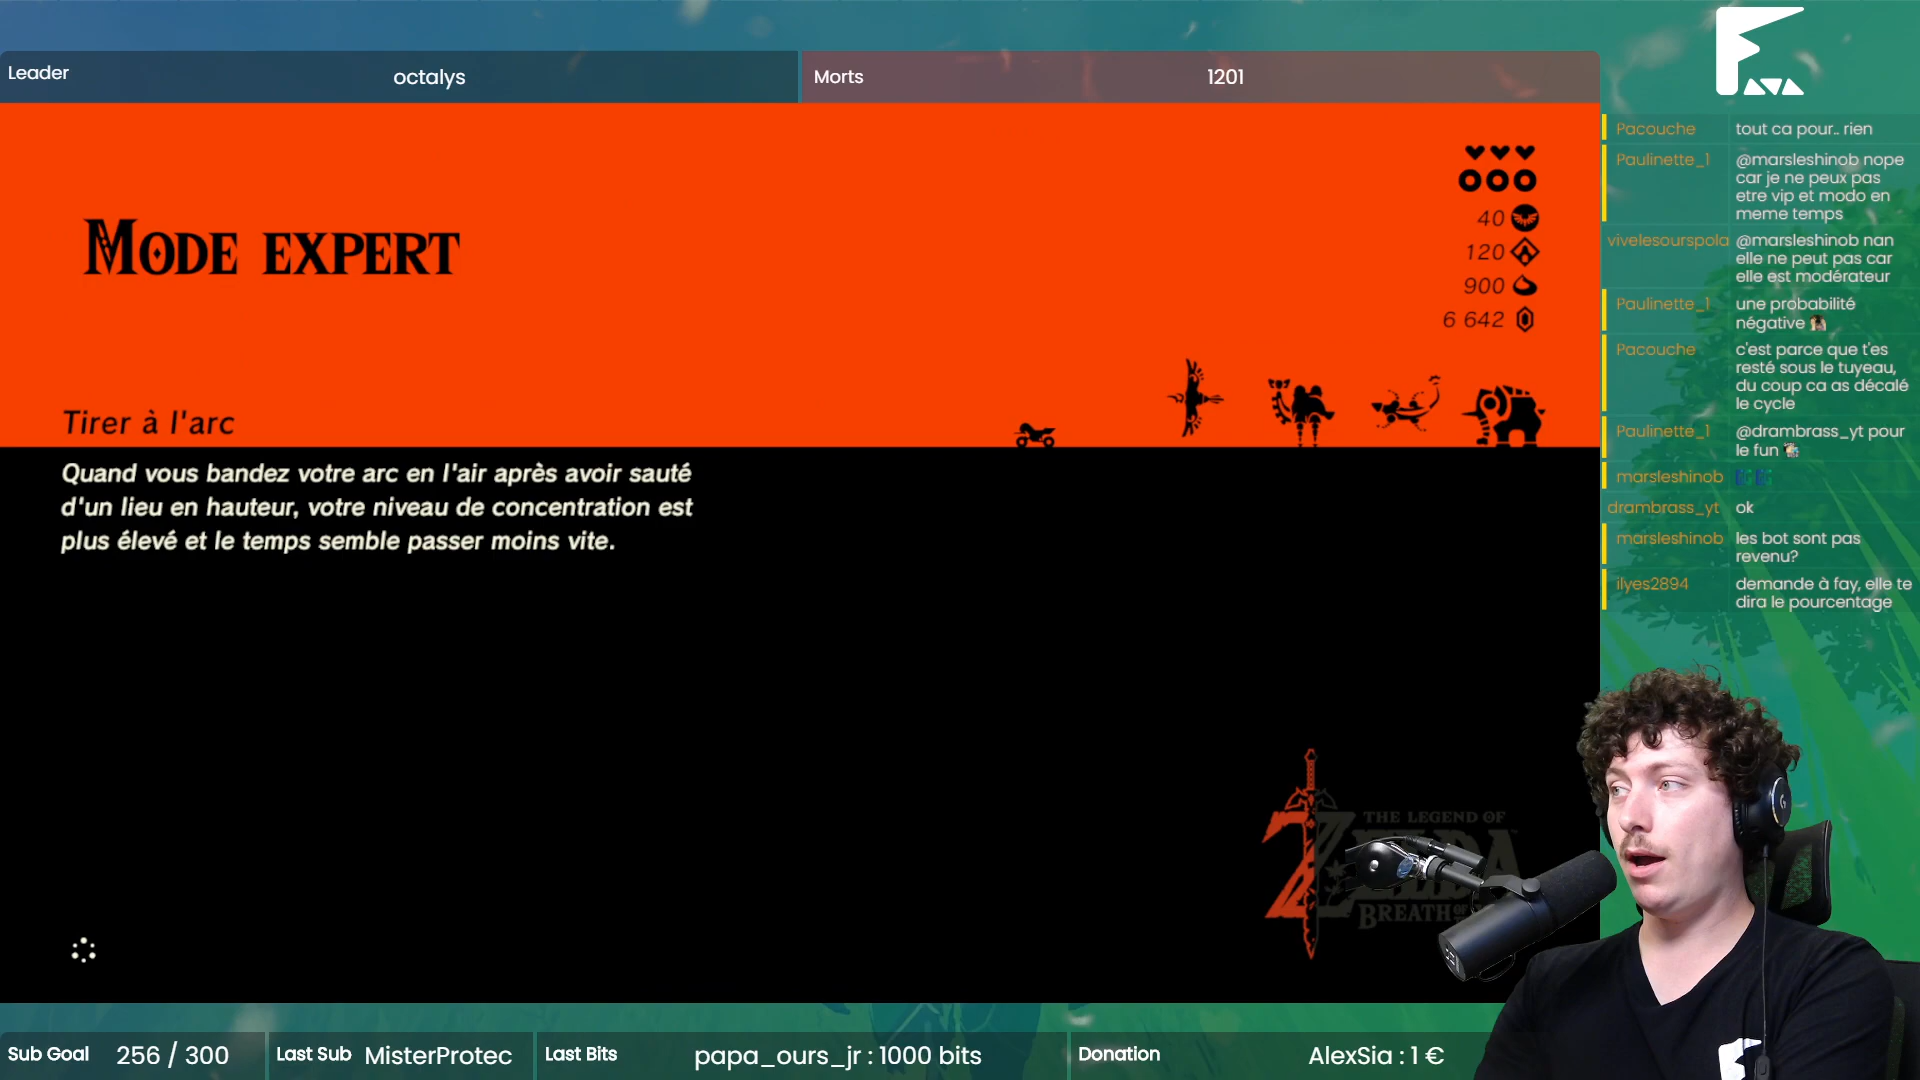 Leader
octalys
Morts
1201
MODE EXPERT
40
120
900
6 642
Tirer à l'arc
Quand vous bandez votre arc en l'air après avoir sauté
d'un lieu en hauteur, votre niveau de concentration est
plus élevé et le temps semble passer moins vite.
THE LEGEND OF
ZELDA
BREATH OF
Pacouche tout ca pour.. rien
Paulinette_1 @marsleshinob nope
car je ne peux pas
etre vip et modo en
meme temps
vivelesourspola @marsleshinob nan
elle ne peut pas car
elle est modérateur
Paulinette_1 une probabilité
négative
Pacouche c'est parce que t'es
resté sous le tuyeau,
du coup ca as décalé
le cycle
Paulinette_1 @drambrass_yt pour
le fun
marsleshinob
drambrass_yt ok
marsleshinob les bot sont pas
revenu?
ilyes2894 demande à fay, elle te
dira le pourcentage
Sub Goal 256 / 300
Last Sub MisterProtec
Last Bits papa_ours_jr : 1000 bits
Donation AlexSia : 1 €